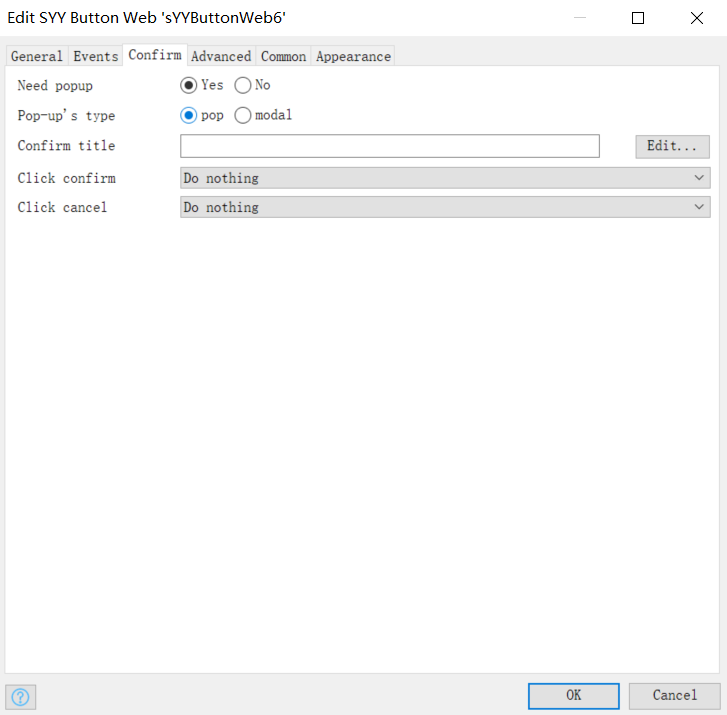 Edit SYY Button Web 'sYYButtonWeb6'
General Events Confirm Advanced Common Appearance
Need popup Yes No
Pop-up's type pop modal
Confirm title Edit...
Click confirm Do nothing
Click cancel Do nothing
? OK Cancel